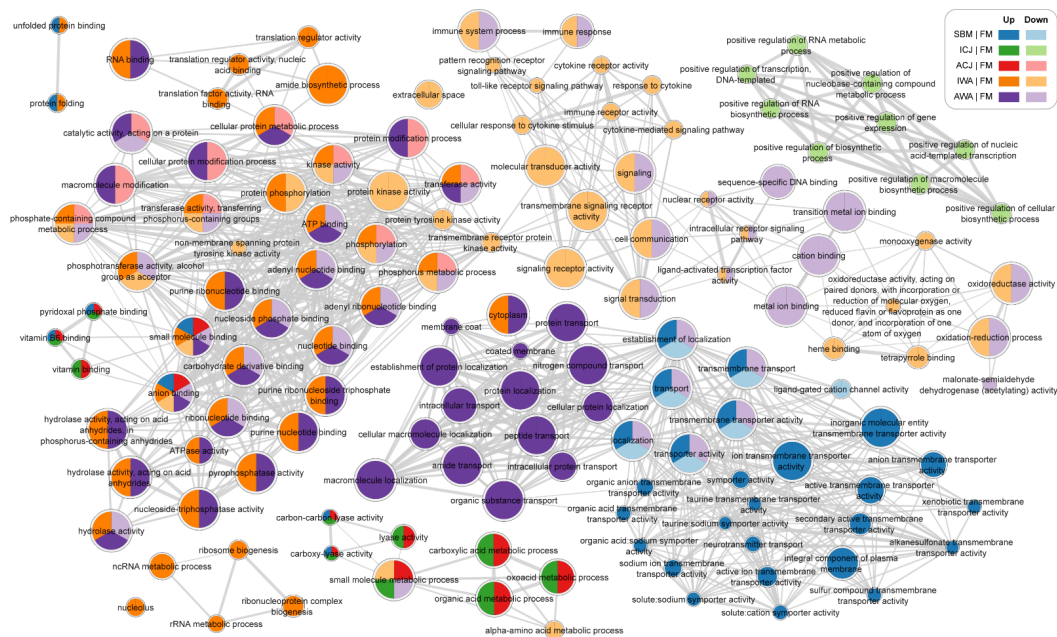 Up Down
SBM | FM
ICJ | FM
ACJ | FM
IWA | FM
AWA | FM
unfolded protein binding
RNA binding
protein folding
translation regulator activity
translation regulator activity, nucleic
acid binding
translation factor activity, RNA
binding
amide biosynthetic process
immune system process
immune response
pattern recognition receptor
signaling pathway
cytokine receptor activity
toll-like receptor signaling pathway
response to cytokine
extracellular space
immune receptor activity
cellular response to cytokine stimulus
cytokine-mediated signaling pathway
positive regulation of RNA
metabolic process
positive regulation of transcription,
DNA-templated
positive regulation of
nucleobase-containing compound
metabolic process
positive regulation of RNA
biosynthetic process
positive regulation of gene
expression
positive regulation of biosynthetic
process
positive regulation of nucleic
acid-templated transcription
positive regulation of macromolecule
biosynthetic process
positive regulation of cellular
biosynthetic process
catalytic activity, acting on a protein
cellular protein metabolic process
protein modification process
cellular protein modification process
kinase activity
macromolecule modification
protein phosphorylation
protein kinase activity
transferase activity
transferase activity, transferring
phosphorus-containing groups
phosphate-containing compound
metabolic process
ATP binding
protein tyrosine kinase activity
non-membrane spanning protein
tyrosine kinase activity
phosphorylation
transmembrane receptor protein
kinase activity
phosphotransferase activity, alcohol
group as acceptor
adenyl nucleotide binding
phosphorus metabolic process
purine ribonucleotide binding
adenyl ribonucleotide binding
nucleoside phosphate binding
molecular transducer activity
signaling
transmembrane signaling receptor
activity
cell communication
signaling receptor activity
signal transduction
sequence-specific DNA binding
nuclear receptor activity
transition metal ion binding
intracellular receptor signaling
pathway
cation binding
ligand-activated transcription factor
activity
metal ion binding
monooxygenase activity
oxidoreductase activity, acting on
paired donors, with incorporation or
reduction of molecular oxygen,
reduced flavin or flavoprotein as one
donor, and incorporation of one
atom of oxygen
oxidoreductase activity
oxidation-reduction process
heme binding
tetrapyrrole binding
malonate-semialdehyde
dehydrogenase (acetylating) activity
pyridoxal phosphate binding
vitamin B6 binding
vitamin binding
small molecule binding
nucleotide binding
carbohydrate derivative binding
anion binding
purine ribonucleoside triphosphate
binding
ribonucleotide binding
hydrolase activity, acting on acid
anhydrides, in
phosphorus-containing anhydrides
purine nucleotide binding
ATPase activity
hydrolase activity, acting on acid
anhydrides
pyrophosphatase activity
nucleoside-triphosphatase activity
hydrolase activity
cytoplasm
protein transport
membrane coat
coated membrane
establishment of protein localization
nitrogen compound transport
protein localization
intracellular transport
cellular protein localization
cellular macromolecule localization
peptide transport
amide transport
intracellular protein transport
macromolecule localization
organic substance transport
establishment of localization
transmembrane transport
transport
ligand-gated cation channel activity
transmembrane transporter activity
localization
transporter activity
inorganic molecular entity
transmembrane transporter activity
ion transmembrane transporter
activity
anion transmembrane transporter
activity
organic anion transmembrane
transporter activity
symporter activity
active transmembrane transporter
activity
organic acid transmembrane
transporter activity
taurine transmembrane transporter
activity
xenobiotic transmembrane
transporter activity
taurine:sodium symporter activity
secondary active transmembrane
transporter activity
organic acid:sodium symporter
activity
neurotransmitter transport
alkanesulfonate transmembrane
transporter activity
sodium ion transmembrane
transporter activity
integral component of plasma
membrane
active ion transmembrane
transporter activity
sulfur compound transmembrane
transporter activity
solute:sodium symporter activity
solute:cation symporter activity
carbon-carbon lyase activity
lyase activity
carboxy-lyase activity
carboxylic acid metabolic process
small molecule metabolic process
oxoacid metabolic process
organic acid metabolic process
alpha-amino acid metabolic process
ribosome biogenesis
ncRNA metabolic process
nucleolus
ribonucleoprotein complex
biogenesis
rRNA metabolic process